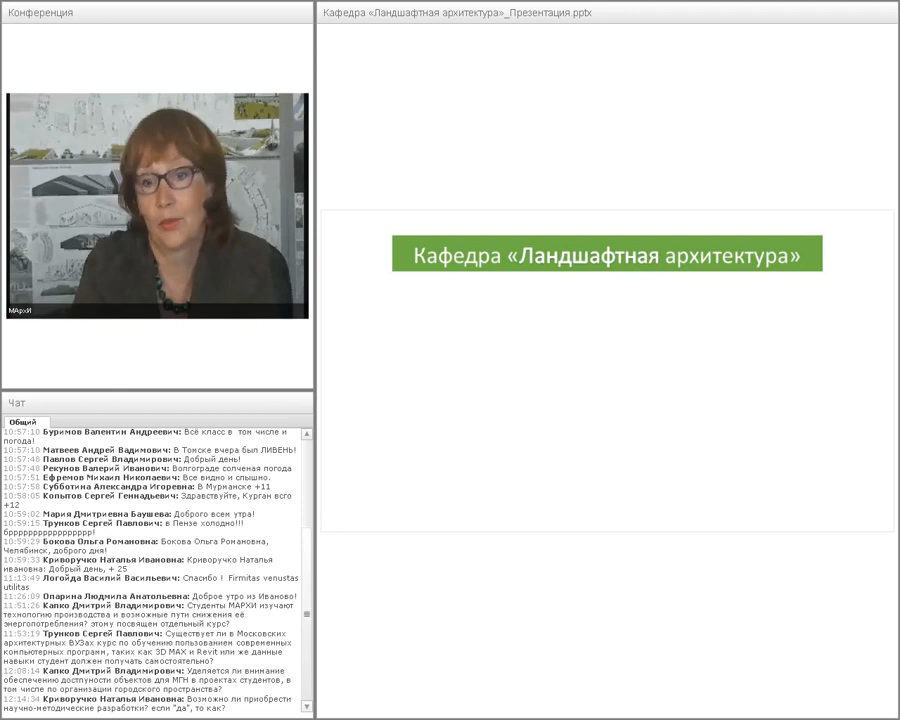 Конференция
Кафедра «Ландшафтная архитектура»_Презентация.pptx
МАрхИ
Кафедра «Ландшафтная архитектура»
Чат
Общий
10:57:10 Буримов Валентин Андреевич: Всё класс в том числе и
погода!
10:57:10 Матвеев Андрей Вадимович: В Томске вчера был ЛИВЕНЬ!
10:57:48 Павлов Сергей Владимирович: Добрый день!
10:57:48 Рекунов Валерий Иванович: Волгограде солченая погода
10:57:51 Ефремов Михаил Николаевич: Все видно и слышно.
10:57:58 Субботина Александра Игоревна: В Мурманске +11
10:58:05 Копытов Сергей Геннадьевич: Здравствуйте, Курган всго
+12
10:59:02 Мария Дмитриевна Баушева: Доброго всем утра!
10:59:15 Трунков Сергей Павлович: в Пензе холодно!!!
бррррррррррррррррр!
10:59:29 Бокова Ольга Романовна: Бокова Ольга Романовна,
Челябинск, доброго дня!
10:59:33 Криворучко Наталья Ивановна: Криворучко Наталья
ивановна: Добрый день, + 25
11:13:49 Логойда Василий Васильевич: Спасибо ! Firmitas venustas
utilitas
11:26:09 Опарина Людмила Анатольевна: Доброе утро из Иваново!
11:51:26 Капко Дмитрий Владимирович: Студенты МАРХИ изучают
технологию производства и возможные пути снижения её
энергопотребления? этому посвящен отдельный курс?
11:53:19 Трунков Сергей Павлович: Существует ли в Московских
архитектурных ВУЗах курс по обучению пользованием современных
компьютерных программ, таких как 3D MAX и Revit или же данные
навыки студент должен получать самостоятельно?
12:08:14 Капко Дмитрий Владимирович: Уделяется ли внимание
обеспечению достпуности объектов для МГН в проектах студентов, в
том числе по организации городского пространства?
12:14:34 Криворучко Наталья Ивановна: Возможно ли приобрести
научно-методические разработки? если "да", то как?